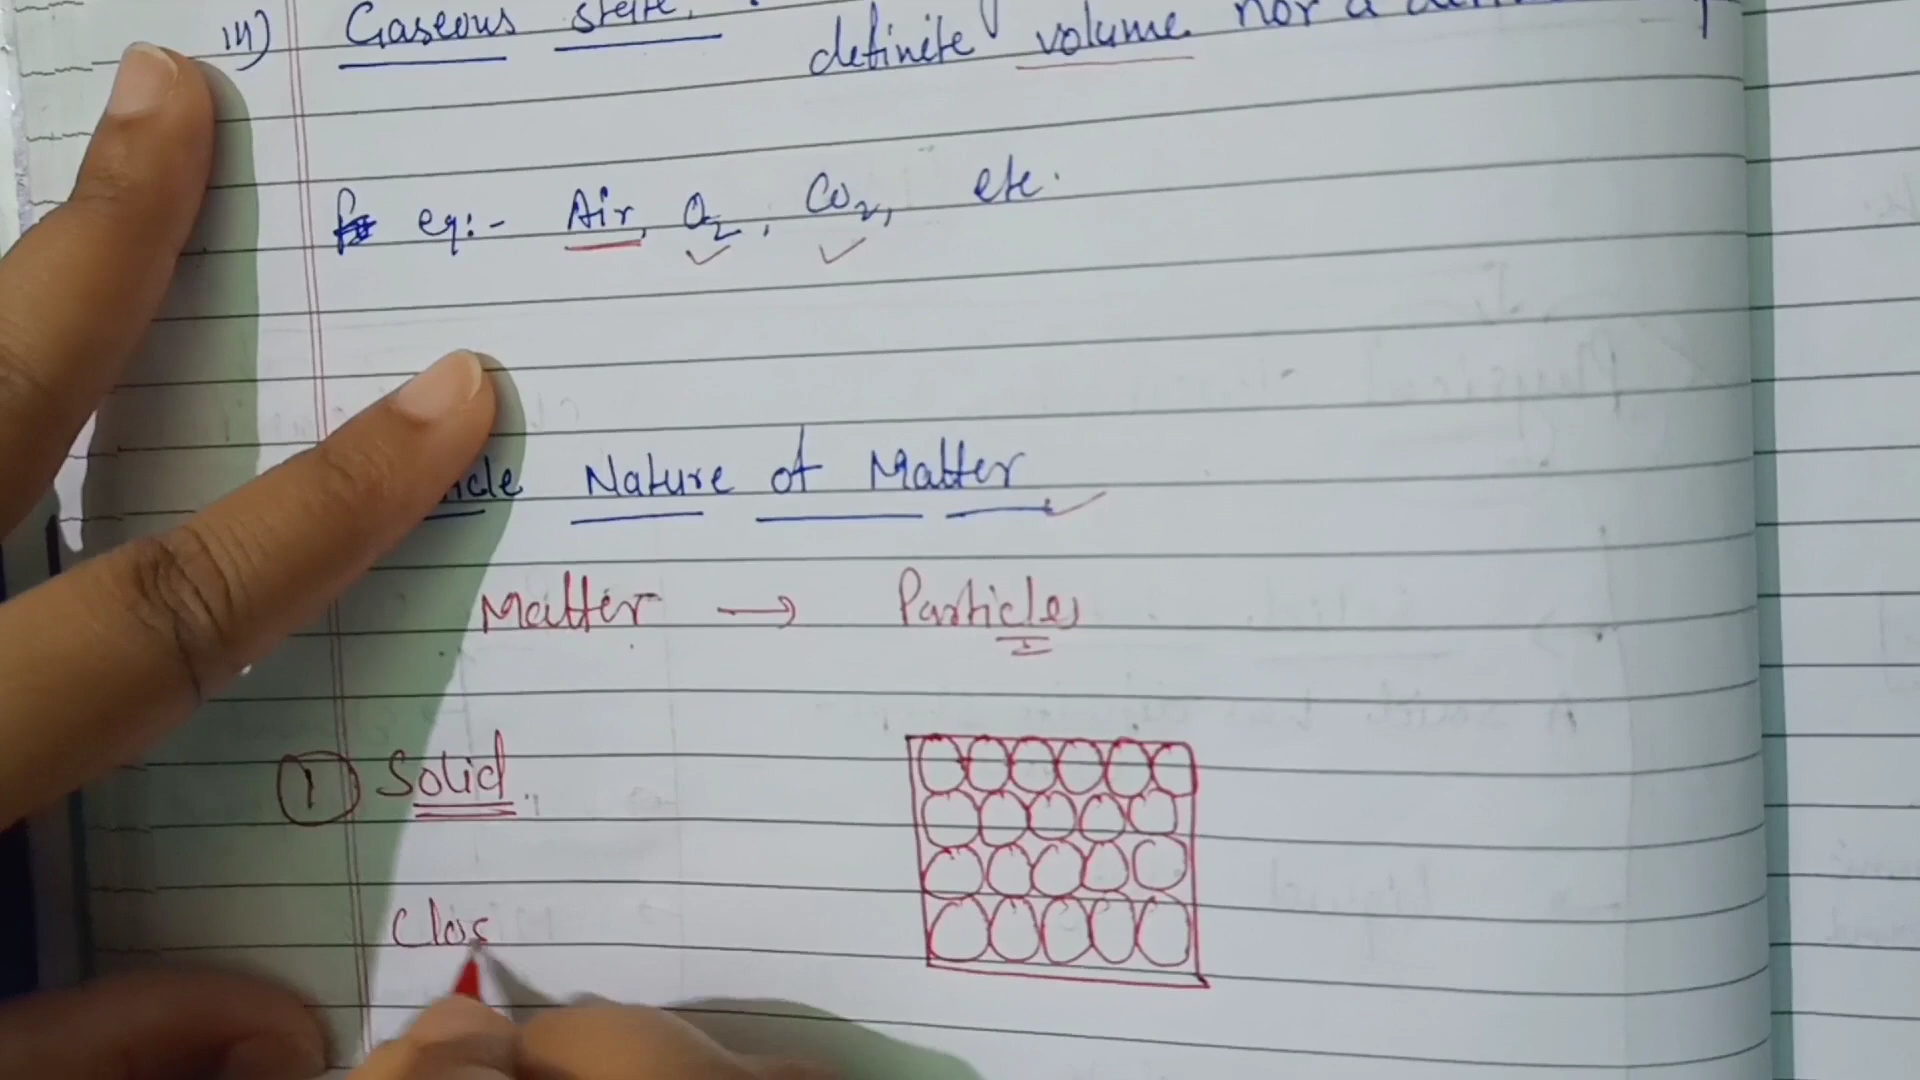 iii) Gaseous state
definite volume nor a
eg:- Air, O2, CO2, etc.
Nature of Matter
Matter → Particles
1 Solid
Clos